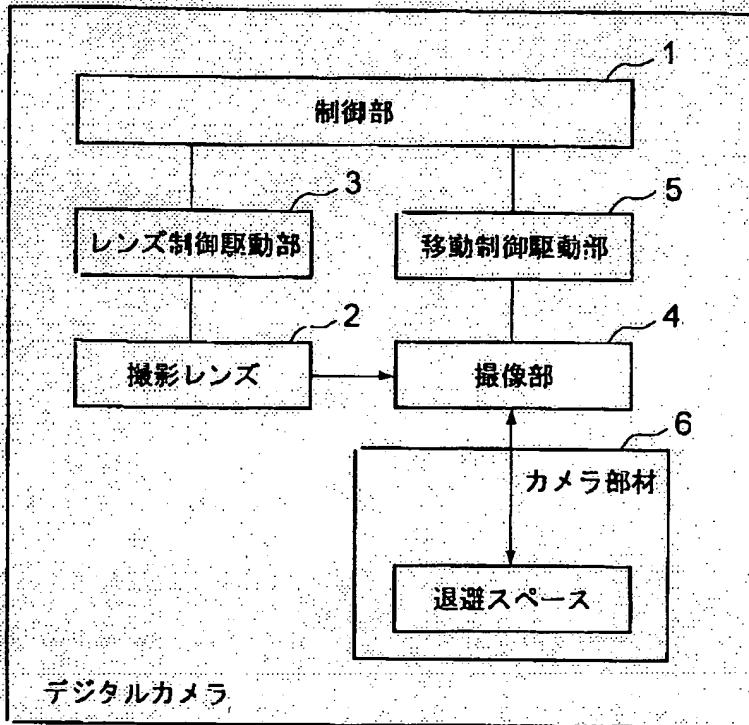 1
制御部
3
5
レンズ制御駆動部
移動制御駆動部
2
4
撮影レンズ
撮像部
6
カメラ部材
退避スペース
デジタルカメラ